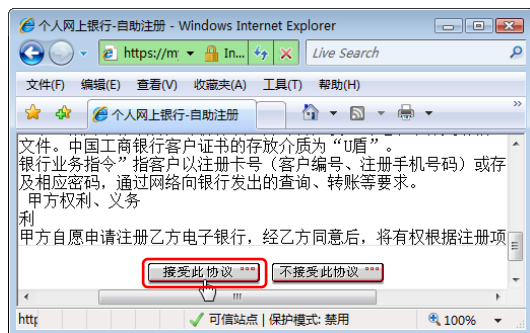 个人网上银行-自助注册 - Windows Internet Explorer
https://my In... Live Search
文件(F) 编辑(E) 查看(V) 收藏夹(A) 工具(T) 帮助(H)
个人网上银行-自助注册
文件。中国工商银行客户证书的存放介质为“U盾”。
银行业务指令”指客户以注册卡号（客户编号、注册手机号码）或存
及相应密码，通过网络向银行发出的查询、转账等要求。
甲方权利、义务
利
甲方自愿申请注册乙方电子银行，经乙方同意后，将有权根据注册项
接受此协议 不接受此协议
http 可信站点 | 保护模式: 禁用 100%